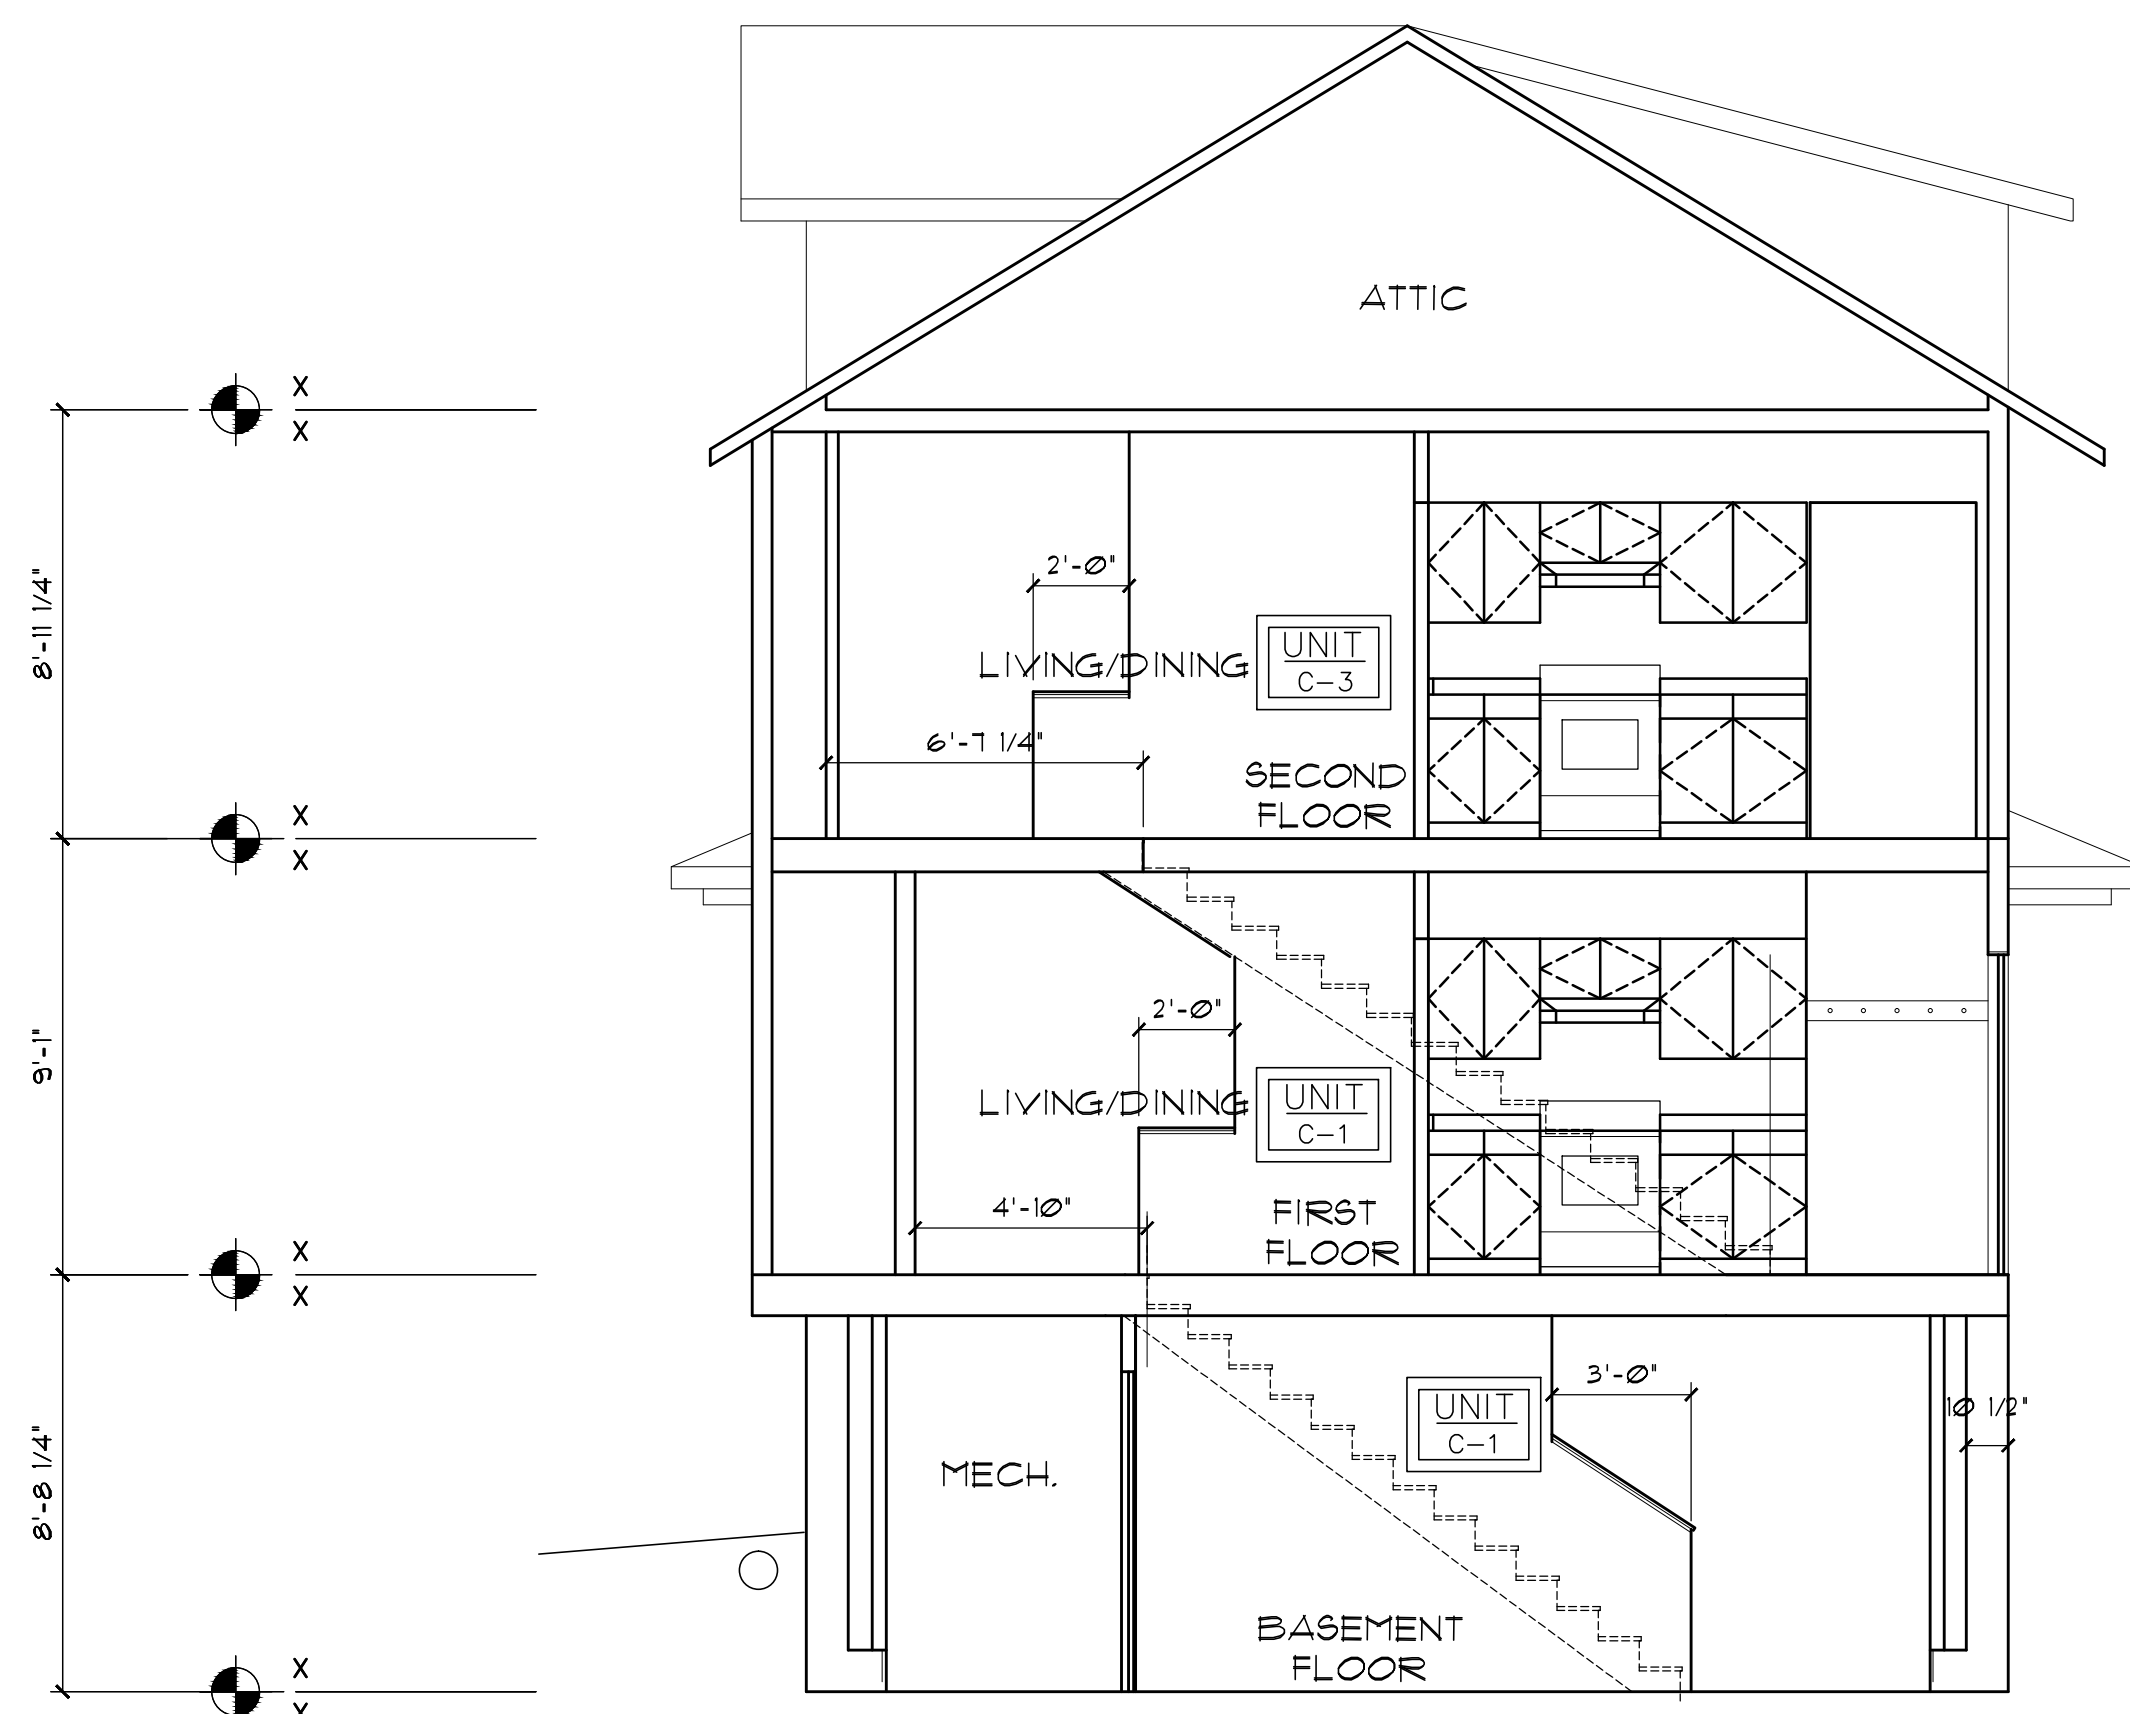 ATTIC
X
X
8'-11 1/4"
2'-0"
LIVING/DINING
UNIT
C-3
6'-7 1/4"
SECOND
FLOOR
X
X
9'-1"
2'-0"
LIVING/DINING
UNIT
C-1
4'-10"
FIRST
FLOOR
X
X
8'-8 1/4"
3'-0"
UNIT
C-1
10 1/2"
MECH.
BASEMENT
FLOOR
X
X